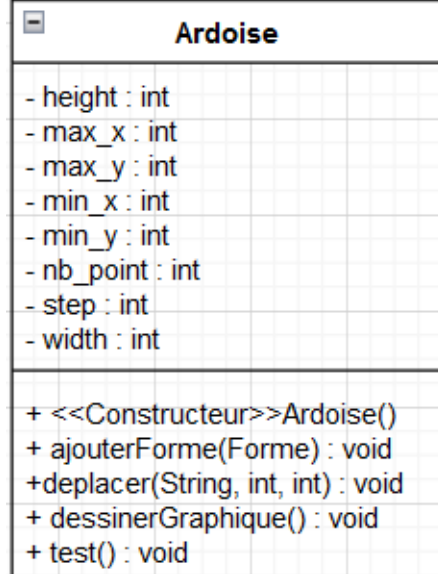 Ardoise
- height : int
- max_x : int
- max_y : int
- min_x : int
- min_y : int
- nb_point : int
- step : int
- width : int
+ <<Constructeur>>Ardoise()
+ ajouterForme(Forme) : void
+deplacer(String, int, int) : void
+ dessinerGraphique() : void
+ test() : void